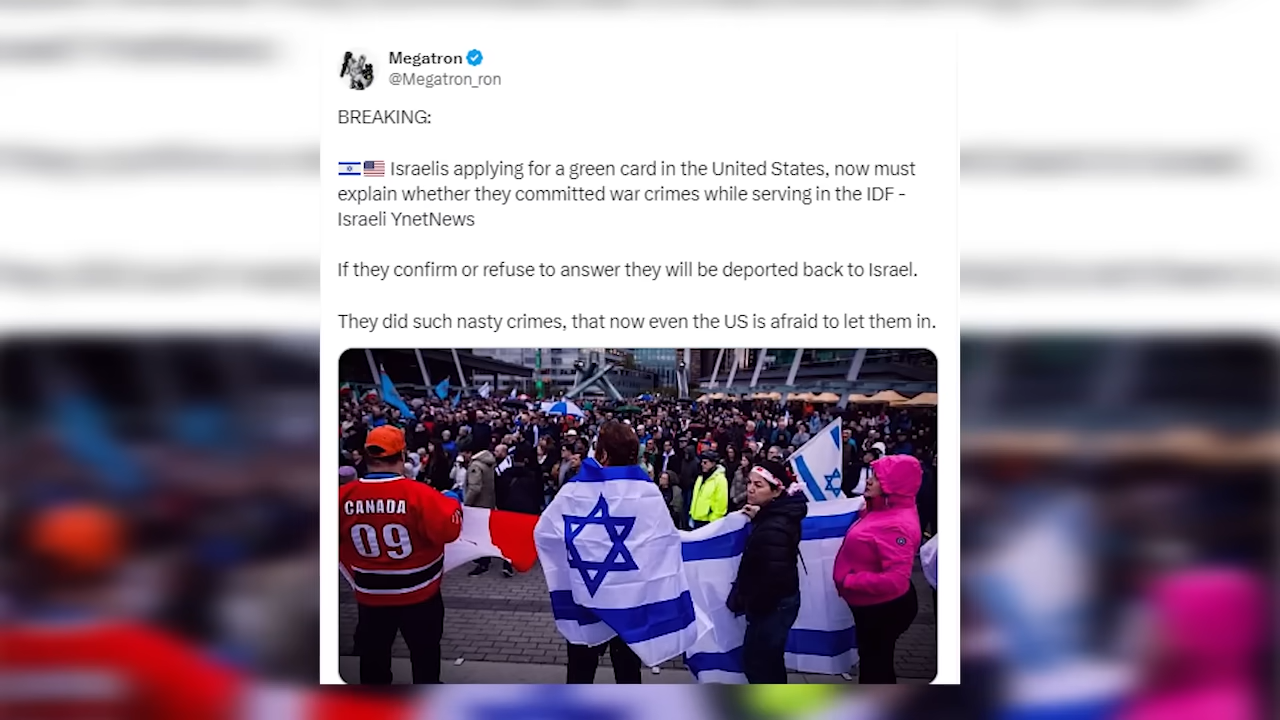 Megatron
@Megatron_ron
BREAKING:
🇮🇱🇺🇸 Israelis applying for a green card in the United States, now must
explain whether they committed war crimes while serving in the IDF -
Israeli YnetNews
If they confirm or refuse to answer they will be deported back to Israel.
They did such nasty crimes, that now even the US is afraid to let them in.
CANADA
09